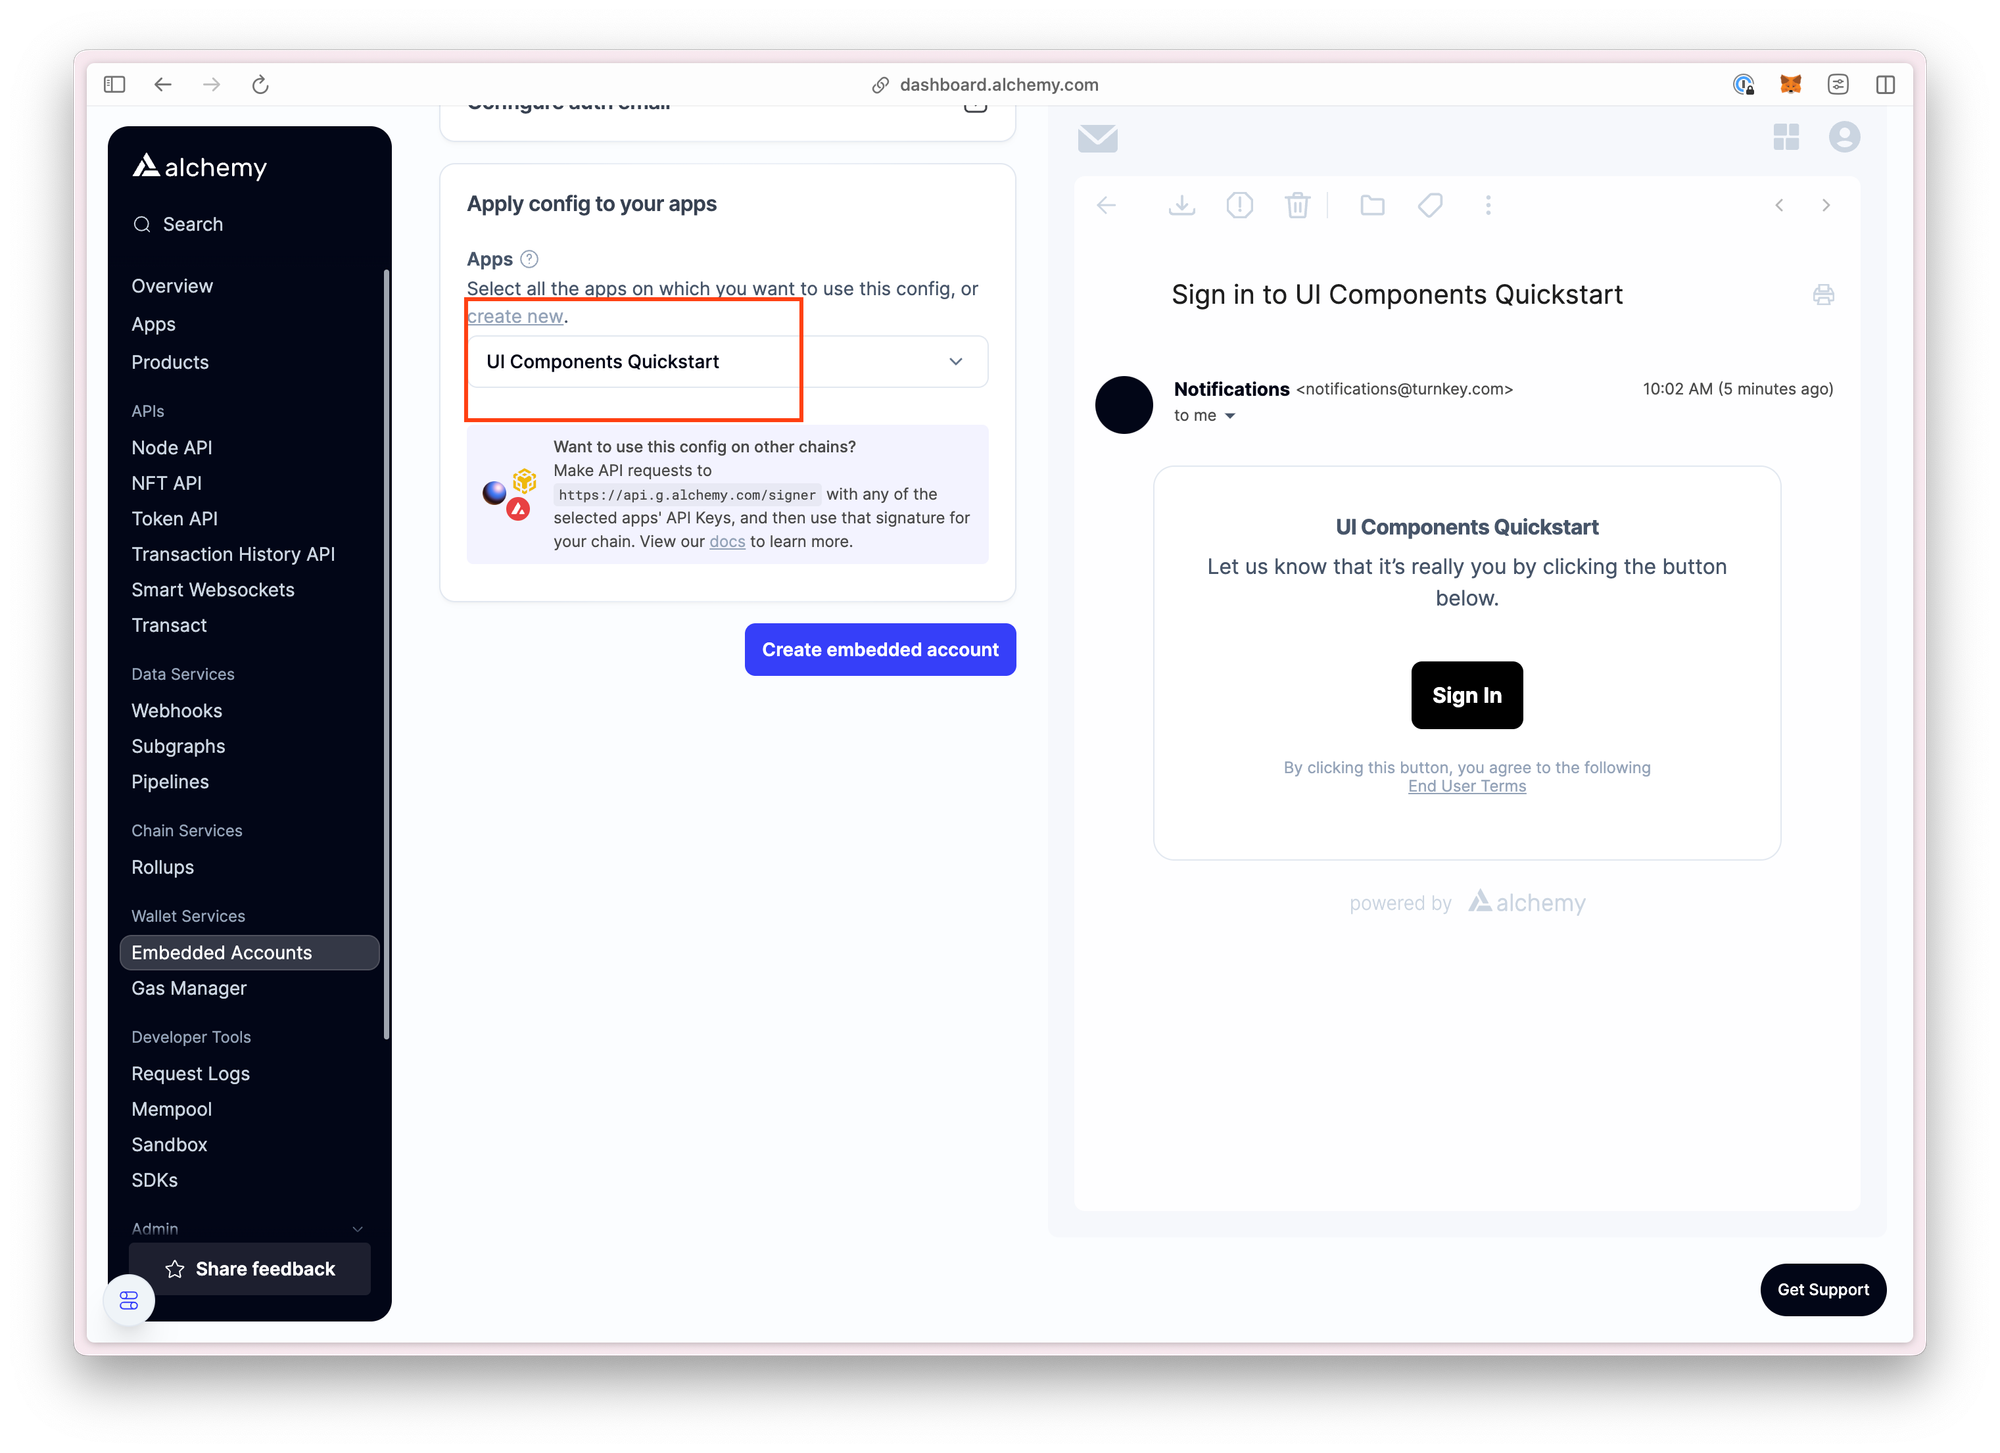 dashboard.alchemy.com
alchemy
Search
Overview
Apps
Products
APIs
Node API
NFT API
Token API
Transaction History API
Smart Websockets
Transact
Data Services
Webhooks
Subgraphs
Pipelines
Chain Services
Rollups
Wallet Services
Embedded Accounts
Gas Manager
Developer Tools
Request Logs
Mempool
Sandbox
SDKs
Admin
Share feedback
Configure auth email
Apply config to your apps
Apps
Select all the apps on which you want to use this config, or
create new.
UI Components Quickstart
Want to use this config on other chains?
Make API requests to
https://api.g.alchemy.com/signer with any of the
selected apps' API Keys, and then use that signature for
your chain. View our docs to learn more.
Create embedded account
Sign in to UI Components Quickstart
Notifications <notifications@turnkey.com>
10:02 AM (5 minutes ago)
to me
UI Components Quickstart
Let us know that it’s really you by clicking the button
below.
Sign In
By clicking this button, you agree to the following
End User Terms
powered by alchemy
Get Support